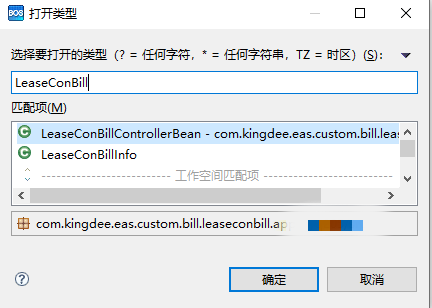 BOS 打开类型
选择要打开的类型（? = 任何字符，* = 任何字符串，TZ = 时区）(S)：
LeaseConBill
匹配项(M)
LeaseConBillControllerBean - com.kingdee.eas.custom.bill.leas
LeaseConBillInfo
工作空间匹配项
com.kingdee.eas.custom.bill.leaseconbill.app
确定
取消